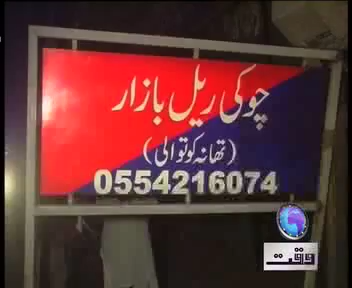 چوکی ریل بازار
(تھانہ کوتوالی)
0554216074
وقت